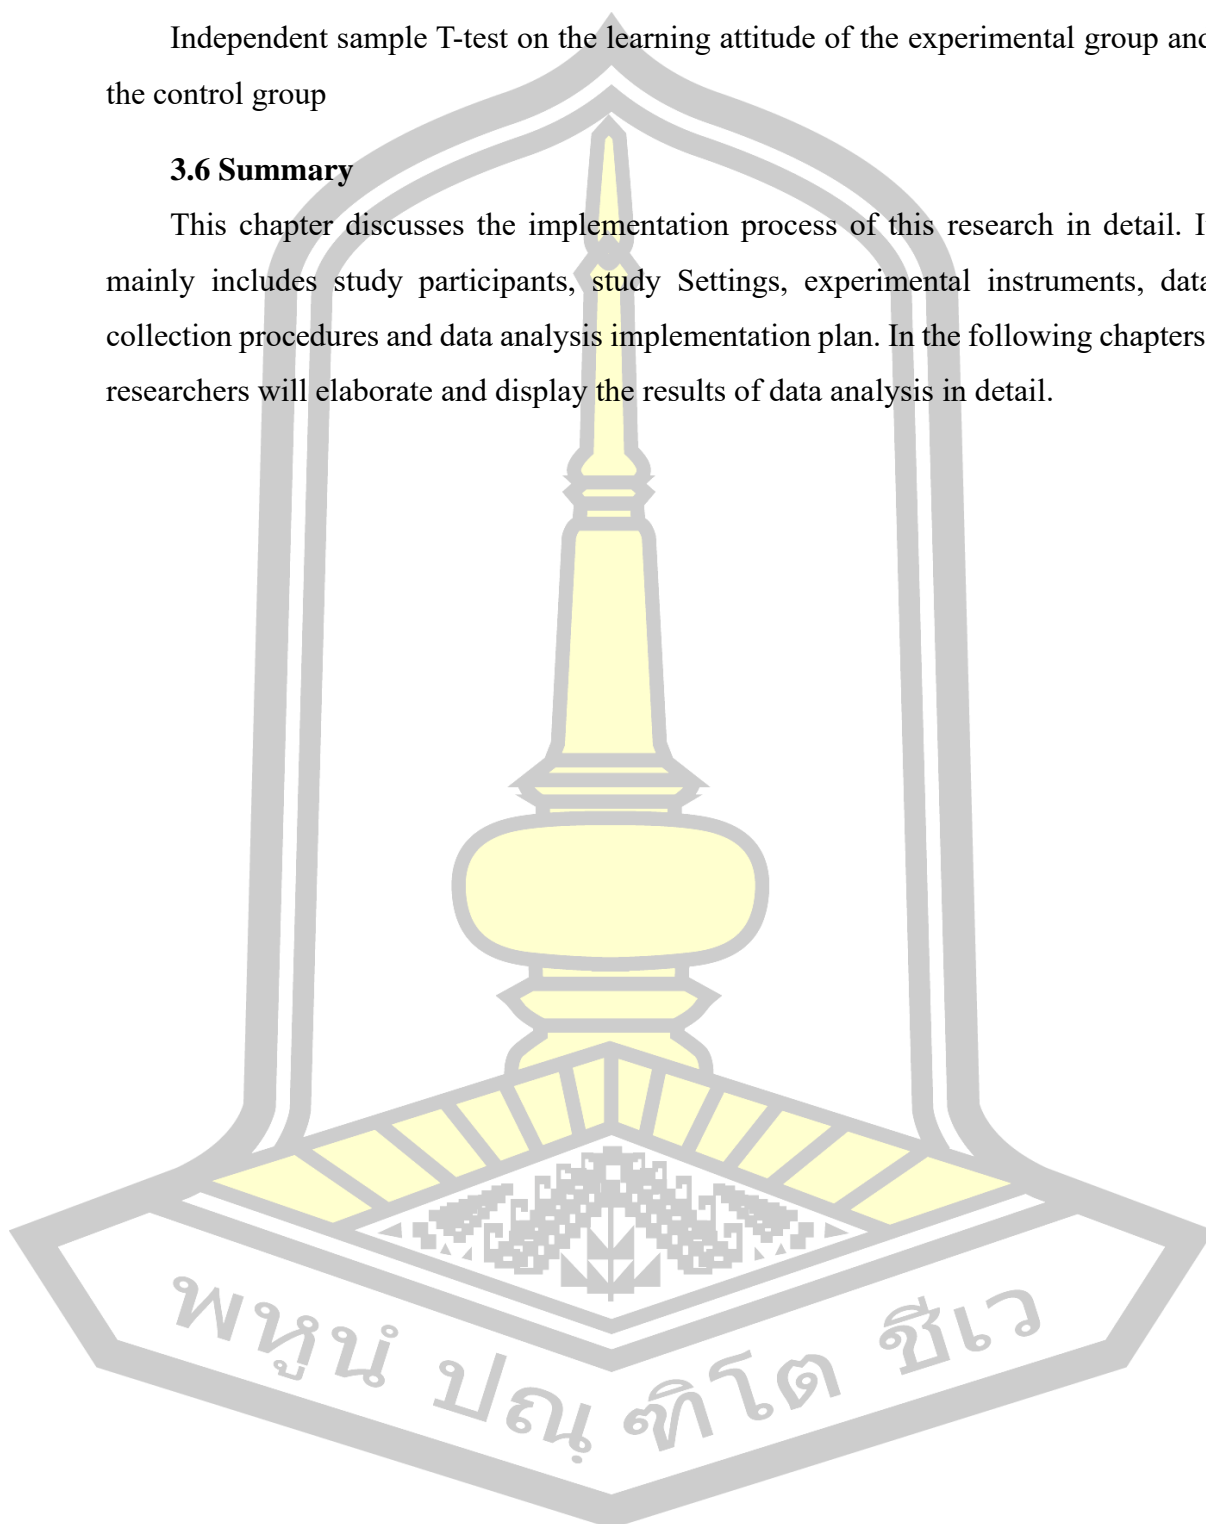 Independent sample T-test on the learning attitude of the experimental group and
the control group
3.6 Summary
This chapter discusses the implementation process of this research in detail. It
mainly includes study participants, study Settings, experimental instruments, data
collection procedures and data analysis implementation plan. In the following chapters
researchers will elaborate and display the results of data analysis in detail.
พหูนํ ปณฺฑิโต ชีเว